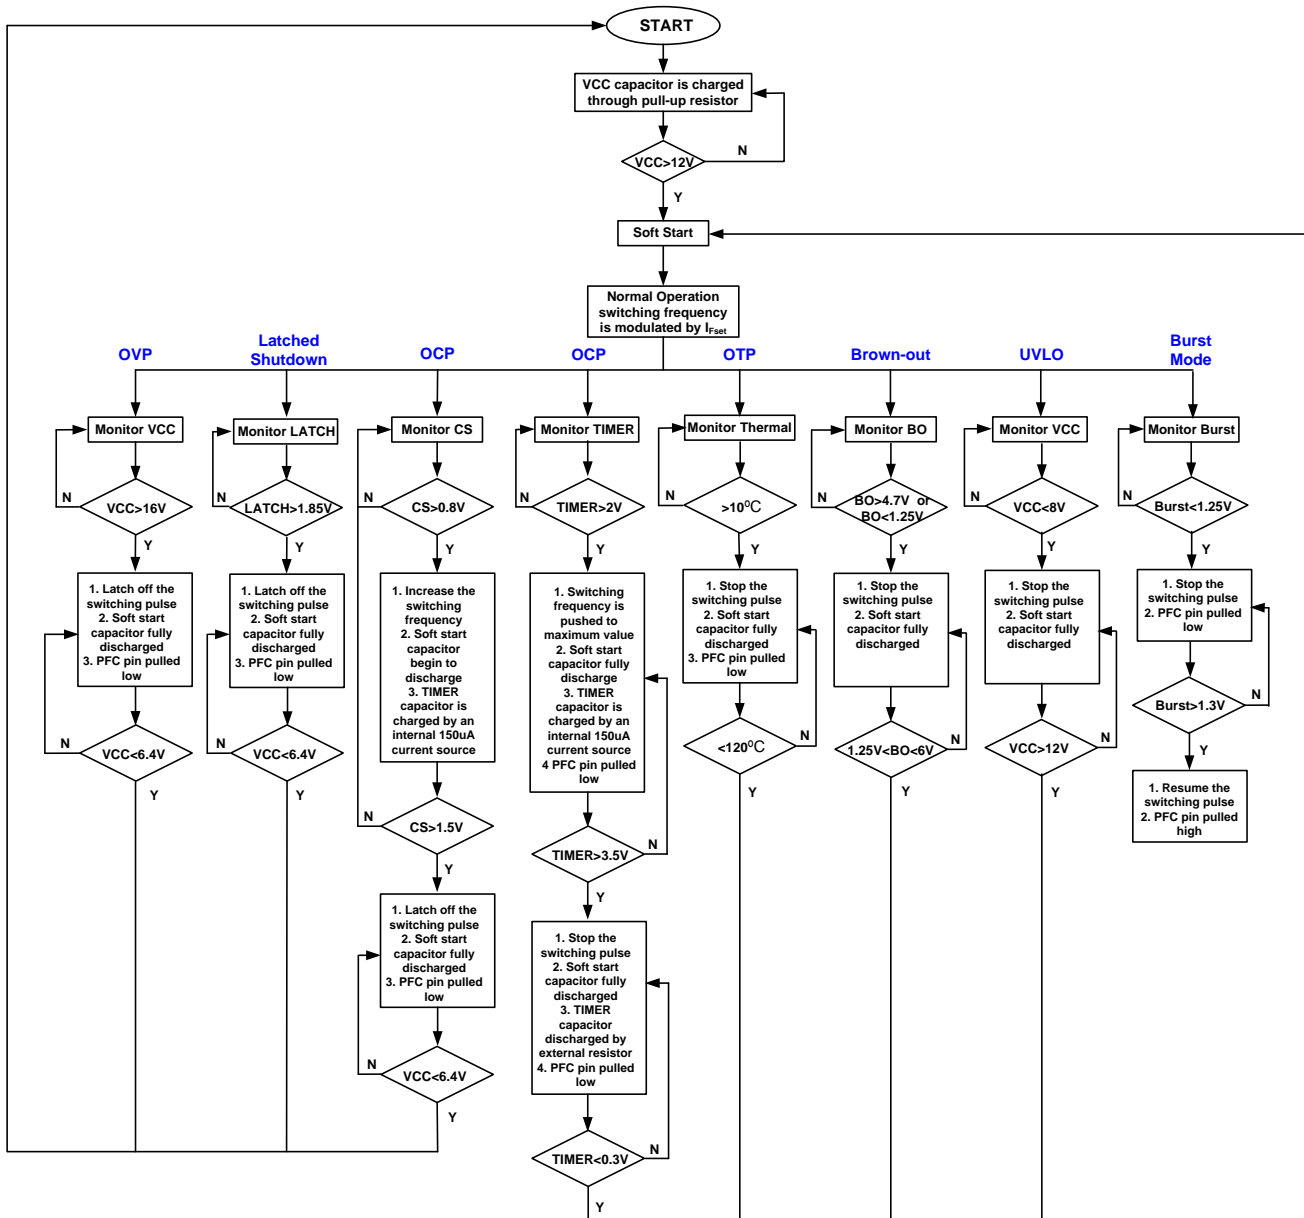 START
VCC capacitor is charged
through pull-up resistor
VCC>12V
N
Y
Soft Start
Normal Operation
switching frequency
is modulated by IFset
OVP
Monitor VCC
N
VCC>16V
Y
1. Latch off the
switching pulse
2. Soft start
capacitor fully
discharged
3. PFC pin pulled
low
N
VCC<6.4V
Y
Latched
Shutdown
Monitor LATCH
N
LATCH>1.85V
Y
1. Latch off the
switching pulse
2. Soft start
capacitor fully
discharged
3. PFC pin pulled
low
N
VCC<6.4V
Y
OCP
Monitor CS
N
CS>0.8V
Y
1. Increase the
switching
frequency
2. Soft start
capacitor
begin to
discharge
3. TIMER
capacitor is
charged by an
internal 150uA
current source
N
CS>1.5V
Y
1. Latch off the
switching pulse
2. Soft start
capacitor fully
discharged
3. PFC pin pulled
low
N
VCC<6.4V
Y
OCP
Monitor TIMER
N
TIMER>2V
Y
1. Switching
frequency is
pushed to
maximum value
2. Soft start
capacitor fully
discharge
3. TIMER
capacitor is
charged by an
internal 150uA
current source
4 PFC pin pulled
low
TIMER>3.5V
N
Y
1. Stop the
switching pulse
2. Soft start
capacitor fully
discharged
3. TIMER
capacitor
discharged by
external resistor
4. PFC pin pulled
low
TIMER<0.3V
N
Y
OTP
Monitor Thermal
N
>10⁰C
Y
1. Stop the
switching pulse
2. Soft start
capacitor fully
discharged
3. PFC pin pulled
low
<120⁰C
N
Y
Brown-out
Monitor BO
N
BO>4.7V or
BO<1.25V
Y
1. Stop the
switching pulse
2. Soft start
capacitor fully
discharged
1.25V<BO<6V
N
Y
UVLO
Monitor VCC
N
VCC<8V
Y
1. Stop the
switching pulse
2. Soft start
capacitor fully
discharged
VCC>12V
N
Y
Burst
Mode
Monitor Burst
N
Burst<1.25V
Y
1. Stop the
switching pulse
2. PFC pin pulled
low
Burst>1.3V
N
Y
1. Resume the
switching pulse
2. PFC pin pulled
high